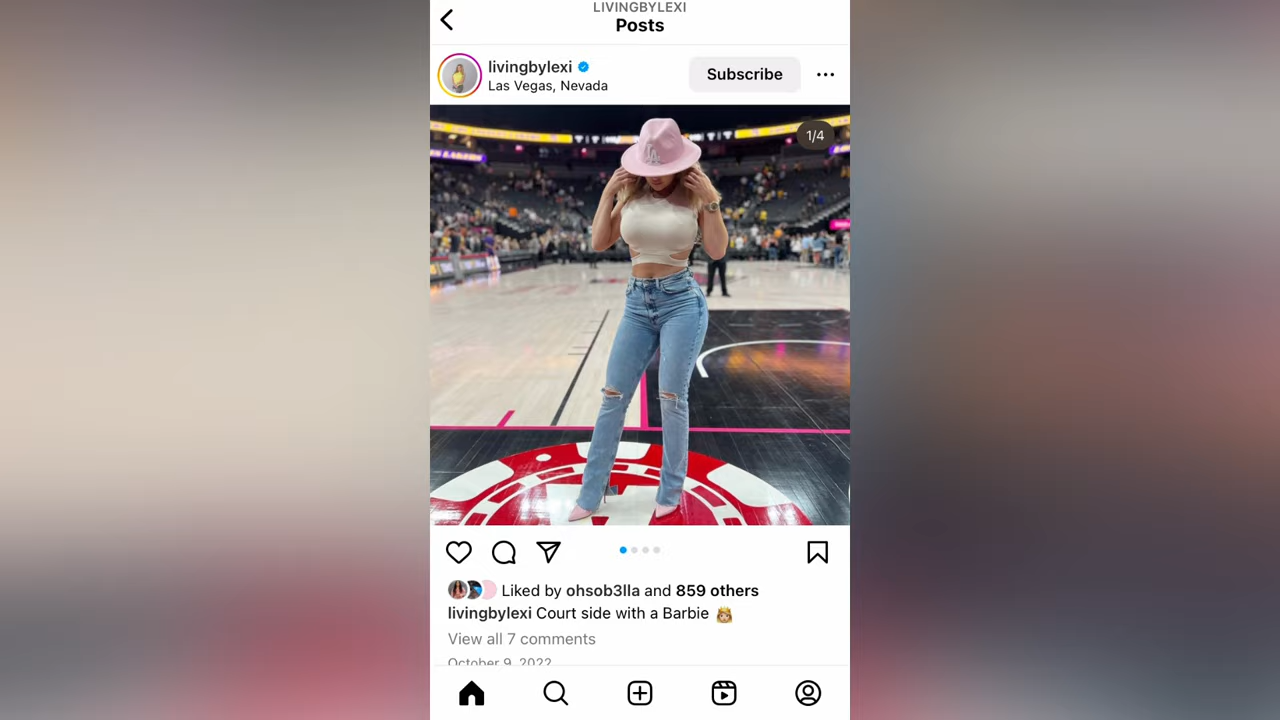 LIVINGBYLEXI
Posts
livingbylexi
Las Vegas, Nevada
Subscribe
1/4
LA
Liked by ohsob3lla and 859 others
livingbylexi Court side with a Barbie
View all 7 comments
October 9, 2022